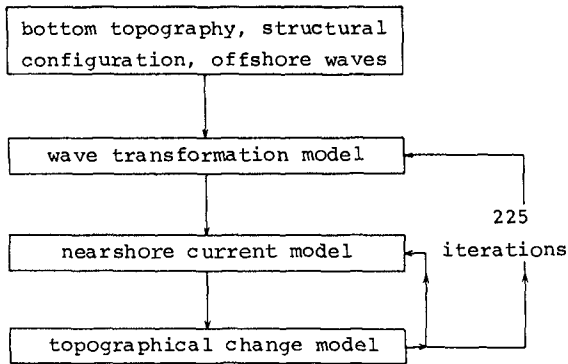 bottom topography, structural
configuration, offshore waves
wave transformation model
225
nearshore current model
iterations
topographical change model